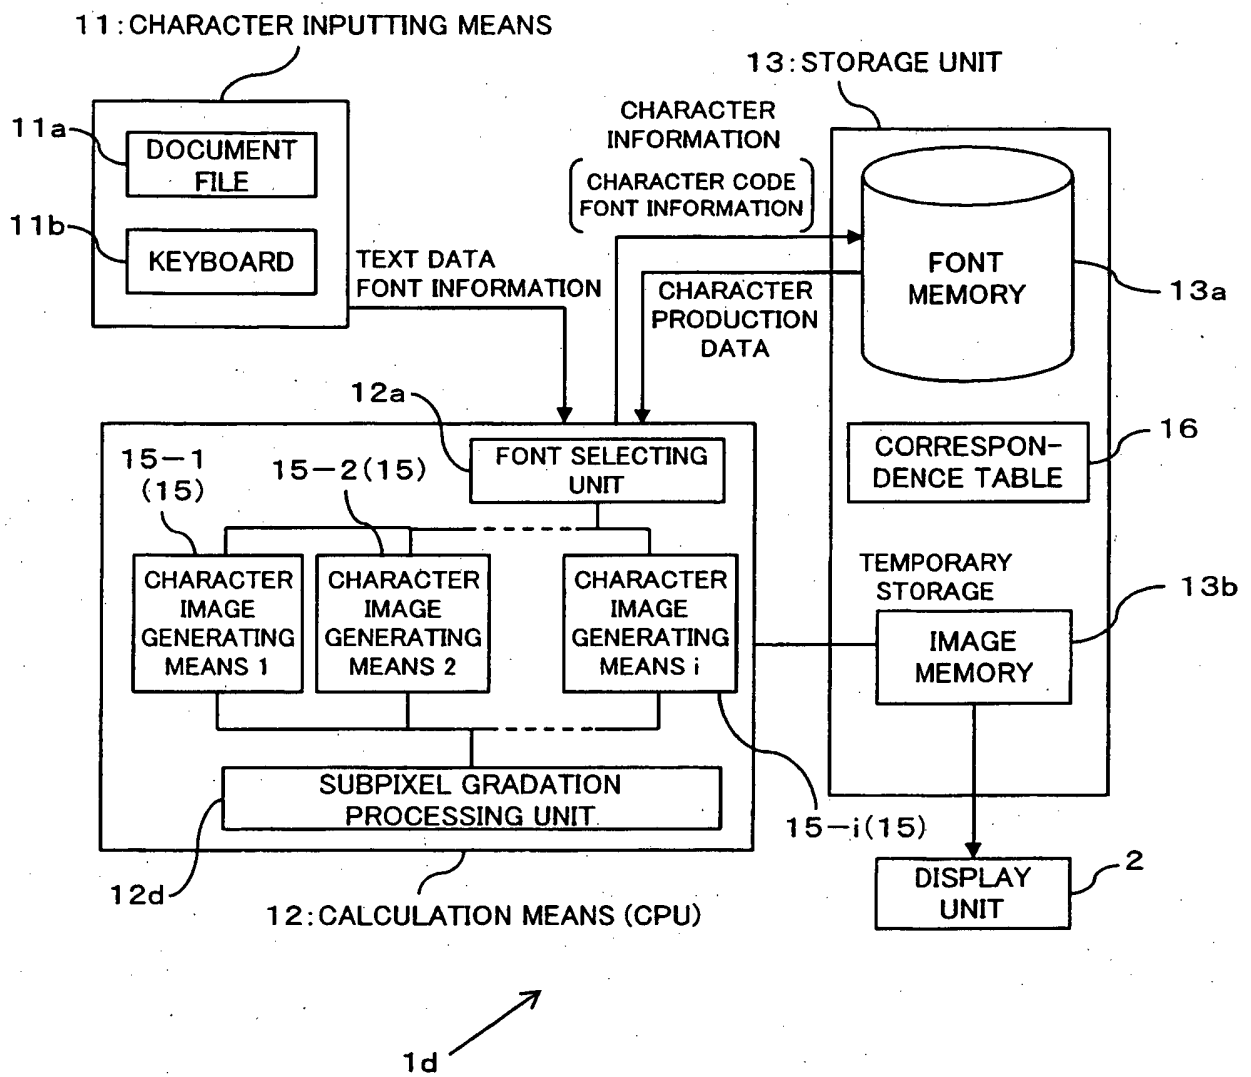 11:CHARACTER INPUTTING MEANS
11a
DOCUMENT
FILE
11b
KEYBOARD
TEXT DATA
FONT INFORMATION
CHARACTER
INFORMATION
CHARACTER CODE
FONT INFORMATION
CHARACTER
PRODUCTION
DATA
13:STORAGE UNIT
FONT
MEMORY
13a
CORRESPON-
DENCE TABLE
16
TEMPORARY
STORAGE
IMAGE
MEMORY
13b
12a
FONT SELECTING
UNIT
15-1
(15)
15-2(15)
CHARACTER
IMAGE
GENERATING
MEANS 1
CHARACTER
IMAGE
GENERATING
MEANS 2
CHARACTER
IMAGE
GENERATING
MEANS i
SUBPIXEL GRADATION
PROCESSING UNIT
15-i(15)
12d
12:CALCULATION MEANS (CPU)
DISPLAY
UNIT
2
1d